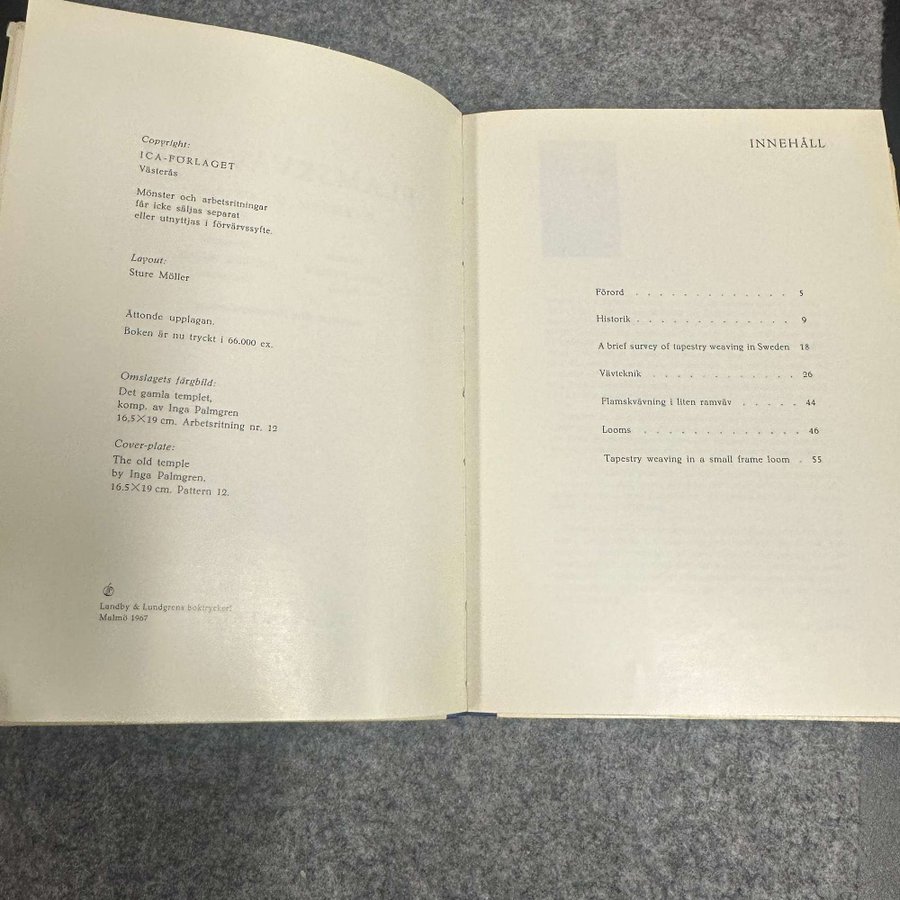 Copyright:
ICA-FÖRLAGET
Västerås
Mönster och arbetsritningar
får icke säljas separat
eller utnyttjas i förvärvssyfte.
Layout:
Sture Möller
Åttonde upplagan.
Boken är nu tryckt i 66.000 ex.
Omslagets färgbild:
Det gamla templet,
komp. av Inga Palmgren
16,5×19 cm. Arbetsritning nr. 12
Cover-plate:
The old temple
by Inga Palmgren.
16.5×19 cm. Pattern 12.
Landby & Lundgrens boktryckeri
Malmö 1967
INNEHÅLL
Förord . . . . . . . . . . . . . 5
Historik . . . . . . . . . . . . . 9
A brief survey of tapestry weaving in Sweden 18
Vävteknik . . . . . . . . . . . . 26
Flamskvävning i liten ramväv . . . . . 44
Looms . . . . . . . . . . . . . 46
Tapestry weaving in a small frame loom . 55